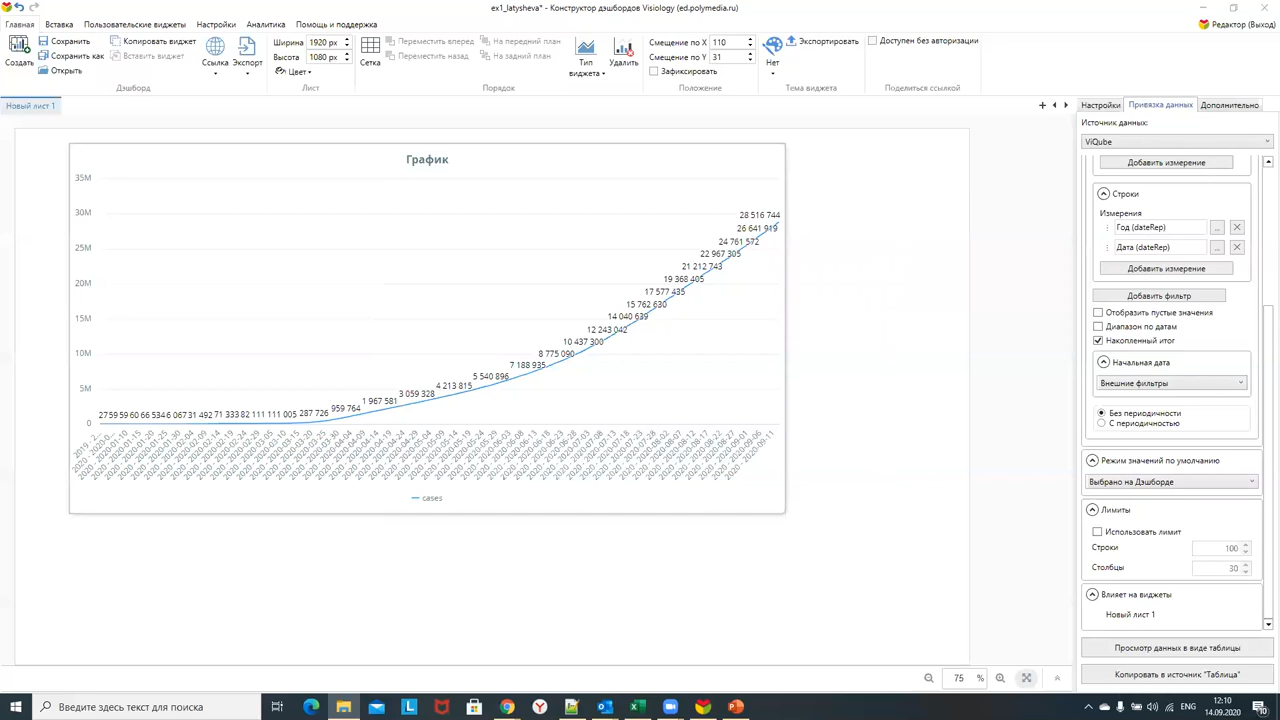 ex1_latysheva* - Конструктор дэшбордов Visiology (ed.polymedia.ru)
Главная Вставка Пользовательские виджеты Настройки Аналитика Помощь и поддержка
Редактор (Выход)
Создать
Сохранить
Сохранить как
Открыть
Копировать виджет
Вставить виджет
Ссылка
Экспорт
Дэшборд
Ширина 1920 px
Высота 1080 px
Цвет
Лист
Сетка
Переместить вперед
Переместить назад
На передний план
На задний план
Порядок
Тип виджета
Удалить
Смещение по X 110
Смещение по Y 31
Зафиксировать
Положение
Нет
Экспортировать
Тема виджета
Доступен без авторизации
Поделиться ссылкой
Новый лист 1
График
35M
30M
25M
20M
15M
10M
5M
0
287 726
959 764
1 967 581
3 059 328
4 213 815
5 540 896
7 188 935
8 775 090
10 437 300
12 243 042
14 040 639
15 762 630
17 577 435
19 368 405
21 212 743
22 967 305
24 761 572
26 641 919
28 516 744
cases
Настройки Привязка данных Дополнительно
Источник данных:
ViQube
Добавить измерение
Строки
Измерения
Год (dateRep) ...
Дата (dateRep) ...
Добавить измерение
Добавить фильтр
Отобразить пустые значения
Диапазон по датам
Накопленный итог
Начальная дата
Внешние фильтры
Без периодичности
С периодичностью
Режим значений по умолчанию
Выбрано на Дэшборде
Лимиты
Использовать лимит
Строки 100
Столбцы 30
Влияет на виджеты
Новый лист 1
Просмотр данных в виде таблицы
Копировать в источник "Таблица"
75 %
Введите здесь текст для поиска
12:10
14.09.2020